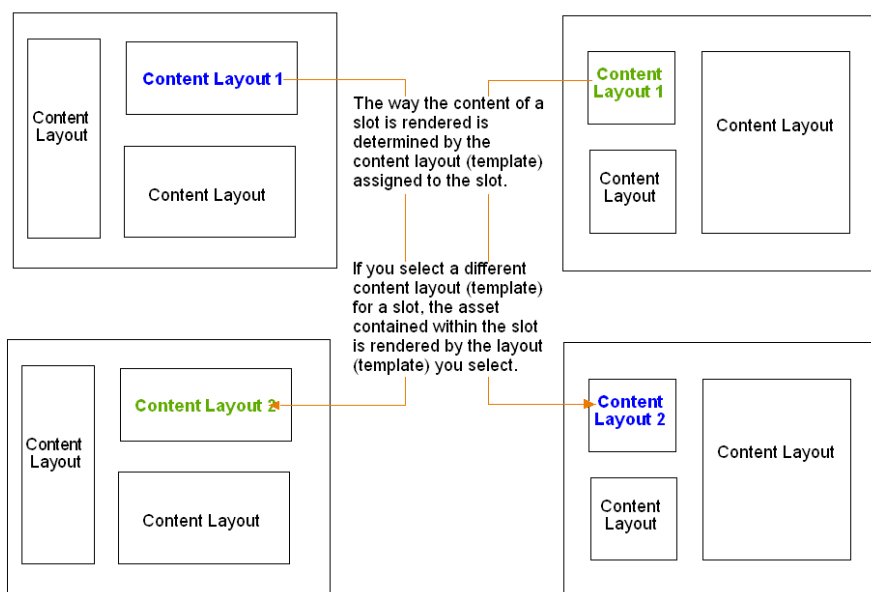 Content Layout 1
Content
Layout
Content Layout
The way the content of a
slot is rendered is
determined by the
content layout (template)
assigned to the slot.
Content
Layout 1
Content Layout
Content
Layout
If you select a different
content layout (template)
for a slot, the asset
contained within the slot
is rendered by the layout
(template) you select.
Content Layout 2
Content
Layout
Content Layout
Content
Layout 2
Content Layout
Content
Layout